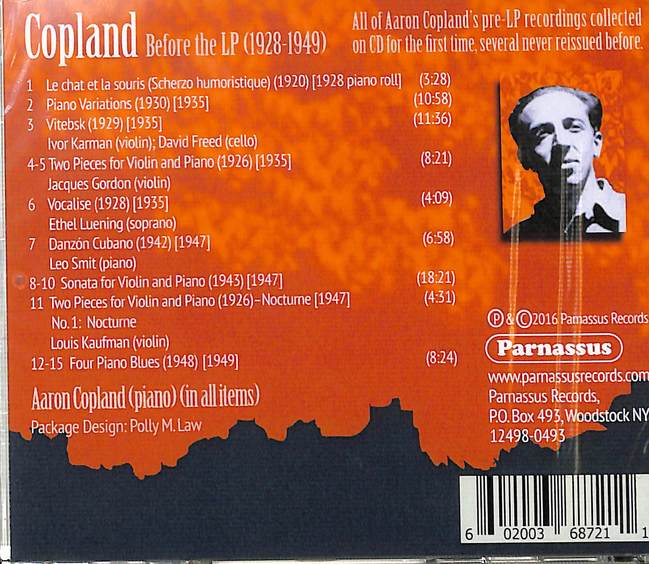 Copland Before the LP (1928-1949)
All of Aaron Copland's pre-LP recordings collected
on CD for the first time, several never reissued before.
1 Le chat et la souris (Scherzo humoristique) (1920) [1928 piano roll] (3:28)
2 Piano Variations (1930) [1935] (10:58)
3 Vitebsk (1929) [1935] (11:36)
Ivor Karman (violin); David Freed (cello)
4-5 Two Pieces for Violin and Piano (1926) [1935] (8:21)
Jacques Gordon (violin)
6 Vocalise (1928) [1935] (4:09)
Ethel Luening (soprano)
7 Danzón Cubano (1942) [1947] (6:58)
Leo Smit (piano)
8-10 Sonata for Violin and Piano (1943) [1947] (18:21)
11 Two Pieces for Violin and Piano (1926)–Nocturne [1947] (4:31)
No. 1: Nocturne
Louis Kaufman (violin)
12-15 Four Piano Blues (1948) [1949] (8:24)
Aaron Copland (piano) (in all items)
Package Design: Polly M. Law
Ⓟ & Ⓒ2016 Parnassus Records
Parnassus
www.parnassusrecords.com
Parnassus Records,
P.O. Box 493, Woodstock NY
12498-0493
6 02003 68721 1